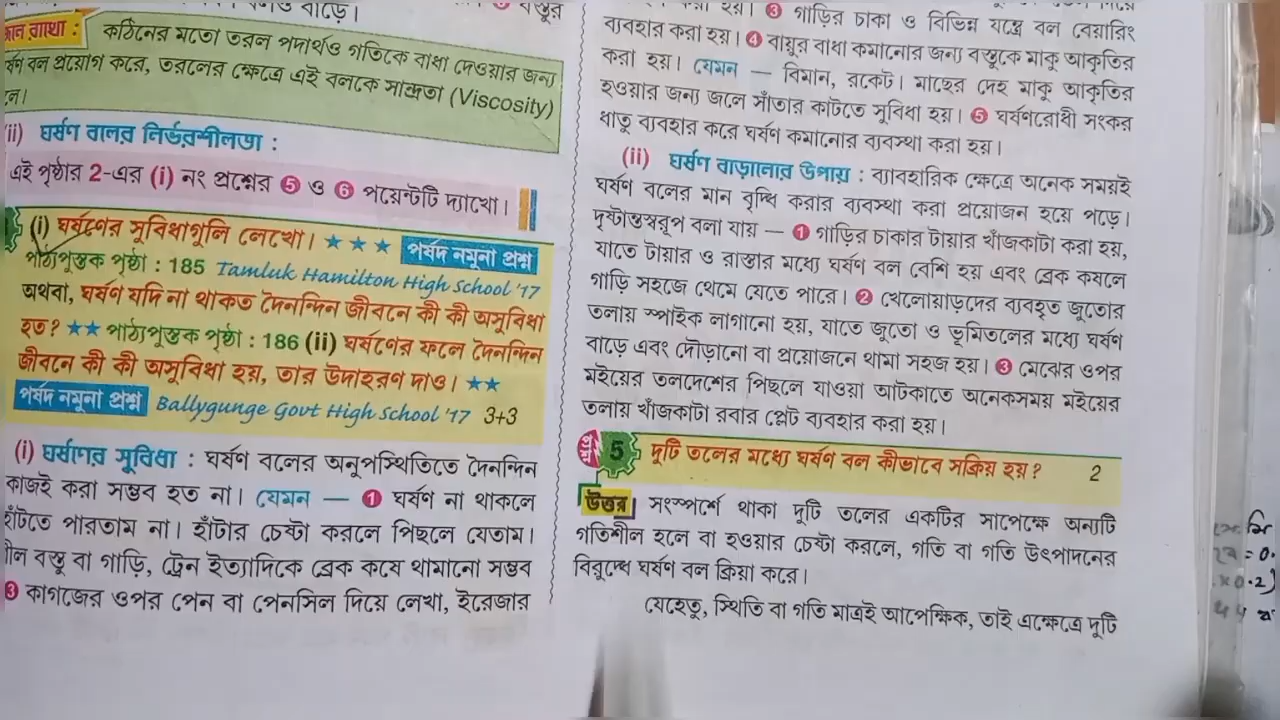 বাড়ে।
জেনে রাখো : কঠিনের মতো তরল পদার্থও গতিকে বাধা দেওয়ার জন্য
বল প্রয়োগ করে, তরলের ক্ষেত্রে এই বলকে সান্দ্রতা (Viscosity)
ঘর্ষণ বলের নির্ভরশীলতা :
এই পৃষ্ঠার 2-এর (i) নং প্রশ্নের ❺ ও ❻ পয়েন্টটি দ্যাখো।
(i) ঘর্ষণের সুবিধাগুলি লেখো। ★ ★ ★ পর্ষদ নমুনা প্রশ্ন
পাঠ্যপুস্তক পৃষ্ঠা : 185 Tamluk Hamilton High School '17
অথবা, ঘর্ষণ যদি না থাকত দৈনন্দিন জীবনে কী কী অসুবিধা
হত? ★★ পাঠ্যপুস্তক পৃষ্ঠা : 186 (ii) ঘর্ষণের ফলে দৈনন্দিন
জীবনে কী কী অসুবিধা হয়, তার উদাহরণ দাও। ★★
পর্ষদ নমুনা প্রশ্ন Ballygunge Govt High School '17 3+3
(i) ঘর্ষণের সুবিধা : ঘর্ষণ বলের অনুপস্থিতিতে দৈনন্দিন
কাজই করা সম্ভব হত না। যেমন — ❶ ঘর্ষণ না থাকলে
হাঁটতে পারতাম না। হাঁটার চেষ্টা করলে পিছলে যেতাম।
বস্তু বা গাড়ি, ট্রেন ইত্যাদিকে ব্রেক কষে থামানো সম্ভব
❸ কাগজের ওপর পেন বা পেনসিল দিয়ে লেখা, ইরেজার
❸ গাড়ির চাকা ও বিভিন্ন যন্ত্রে বল বেয়ারিং
ব্যবহার করা হয়। ❹ বায়ুর বাধা কমানোর জন্য বস্তুকে মাকু আকৃতির
করা হয়। যেমন — বিমান, রকেট। মাছের দেহ মাকু আকৃতির
হওয়ার জন্য জলে সাঁতার কাটতে সুবিধা হয়। ❺ ঘর্ষণরোধী সংকর
ধাতু ব্যবহার করে ঘর্ষণ কমানোর ব্যবস্থা করা হয়।
(ii) ঘর্ষণ বাড়ানোর উপায় : ব্যাবহারিক ক্ষেত্রে অনেক সময়ই
ঘর্ষণ বলের মান বৃদ্ধি করার ব্যবস্থা করা প্রয়োজন হয়ে পড়ে।
দৃষ্টান্তস্বরূপ বলা যায় — ❶ গাড়ির চাকার টায়ার খাঁজকাটা করা হয়,
যাতে টায়ার ও রাস্তার মধ্যে ঘর্ষণ বল বেশি হয় এবং ব্রেক কষলে
গাড়ি সহজে থেমে যেতে পারে। ❷ খেলোয়াড়দের ব্যবহৃত জুতোর
তলায় স্পাইক লাগানো হয়, যাতে জুতো ও ভূমিতলের মধ্যে ঘর্ষণ
বাড়ে এবং দৌড়ানো বা প্রয়োজনে থামা সহজ হয়। ❸ মেঝের ওপর
মইয়ের তলদেশের পিছলে যাওয়া আটকাতে অনেকসময় মইয়ের
তলায় খাঁজকাটা রবার প্লেট ব্যবহার করা হয়।
প্রশ্ন 5 দুটি তলের মধ্যে ঘর্ষণ বল কীভাবে সক্রিয় হয়? 2
উত্তর সংস্পর্শে থাকা দুটি তলের একটির সাপেক্ষে অন্যটি
গতিশীল হলে বা হওয়ার চেষ্টা করলে, গতি বা গতি উৎপাদনের
বিরুদ্ধে ঘর্ষণ বল ক্রিয়া করে।
যেহেতু, স্থিতি বা গতি মাত্রই আপেক্ষিক, তাই এক্ষেত্রে দুটি